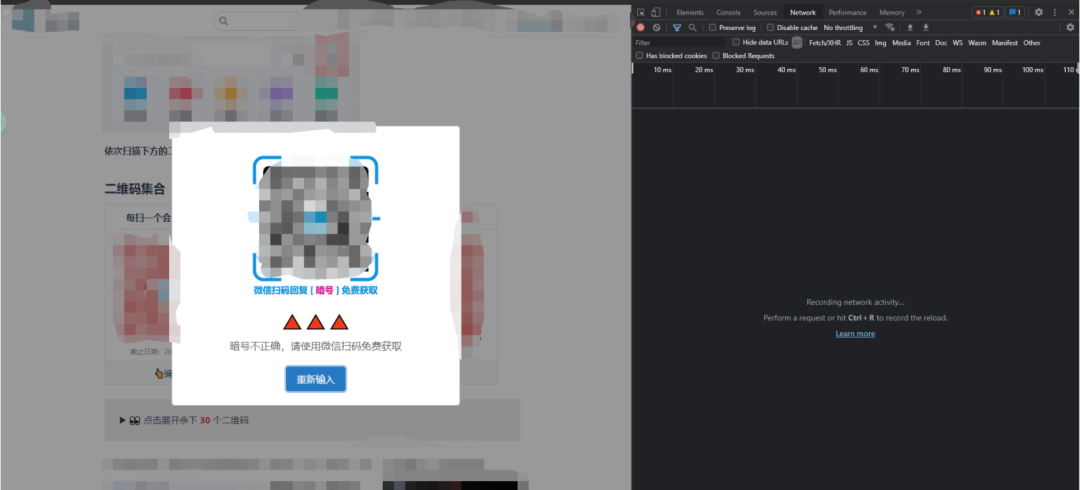 依次扫描下方的二
二维码集合
每扫一个会
截止日期：20
编
微信扫码回复 [ 暗号 ] 免费获取
暗号不正确，请使用微信扫码免费获取
重新输入
▶ 点击展开余下 30 个二维码
Elements Console Sources Network Performance Memory » 1 1 1
Preserve log Disable cache No throttling
Filter Hide data URLs All Fetch/XHR JS CSS Img Media Font Doc WS Wasm Manifest Other
Has blocked cookies Blocked Requests
10 ms 20 ms 30 ms 40 ms 50 ms 60 ms 70 ms 80 ms 90 ms 100 ms 110
Recording network activity...
Perform a request or hit Ctrl + R to record the reload.
Learn more